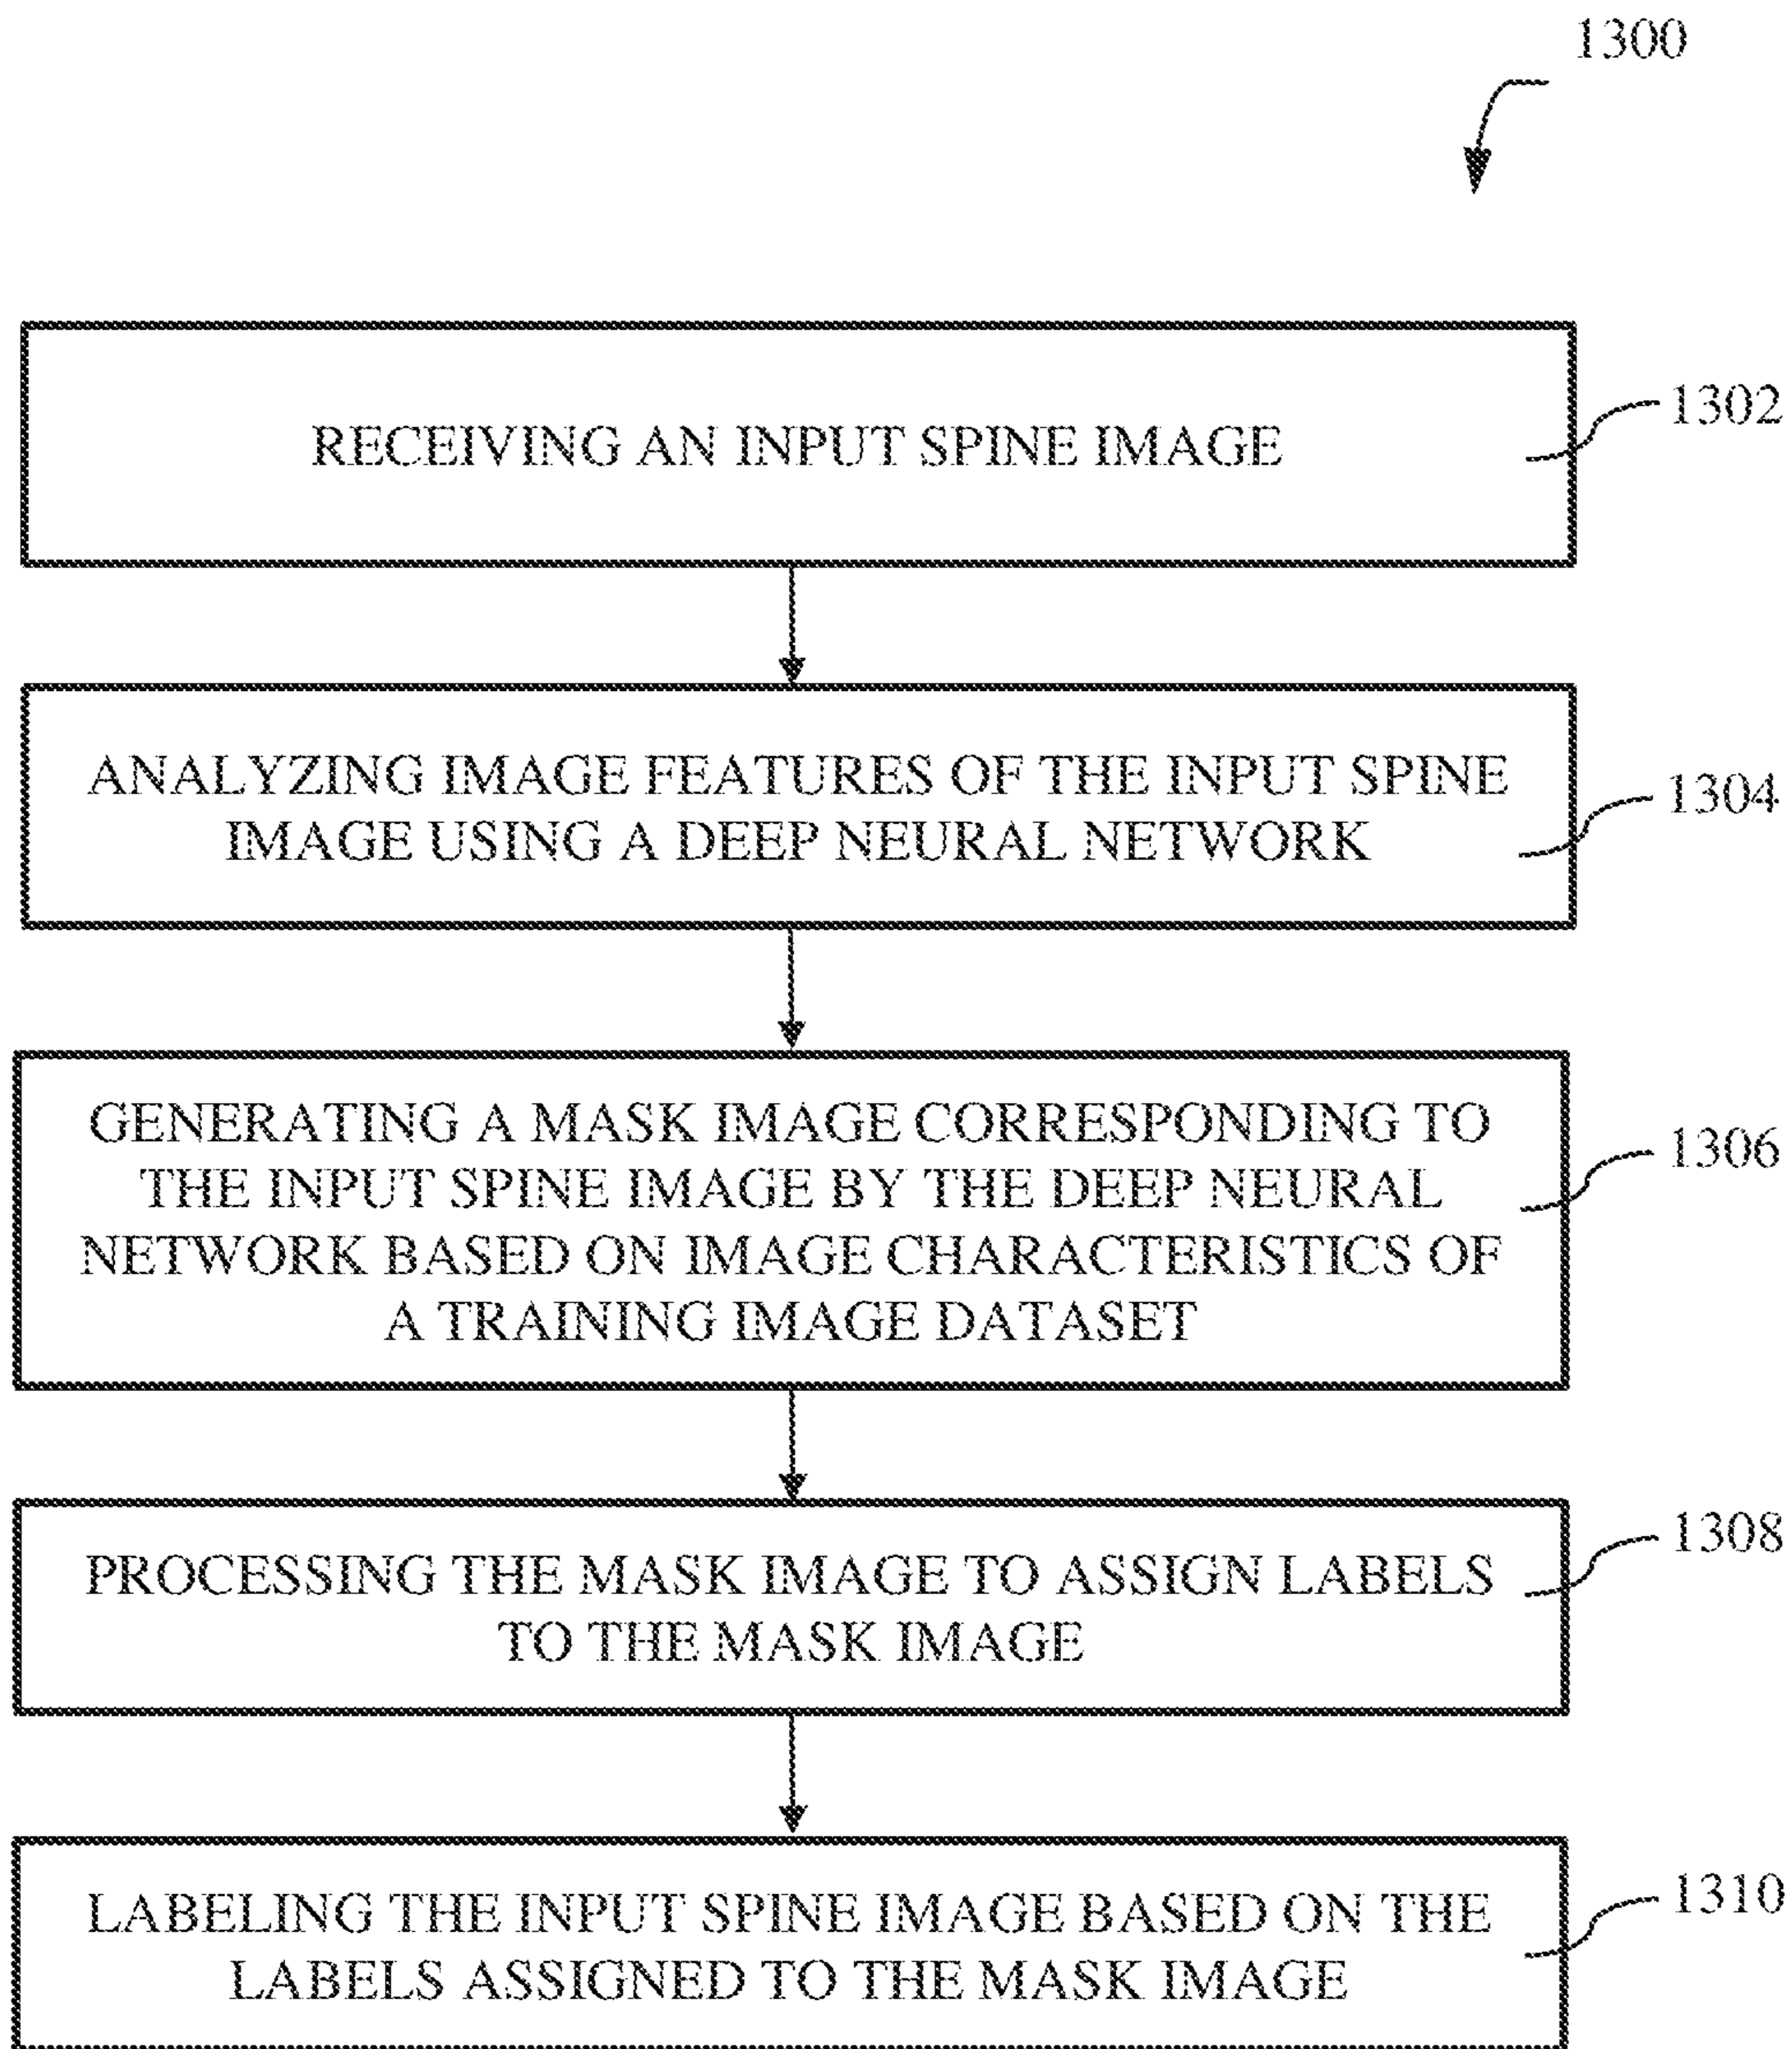 1300
RECEIVING AN INPUT SPINE IMAGE
1302
ANALYZING IMAGE FEATURES OF THE INPUT SPINE
IMAGE USING A DEEP NEURAL NETWORK
1304
GENERATING A MASK IMAGE CORRESPONDING TO
THE INPUT SPINE IMAGE BY THE DEEP NEURAL
NETWORK BASED ON IMAGE CHARACTERISTICS OF
A TRAINING IMAGE DATASET
1306
PROCESSING THE MASK IMAGE TO ASSIGN LABELS
TO THE MASK IMAGE
1308
LABELING THE INPUT SPINE IMAGE BASED ON THE
LABELS ASSIGNED TO THE MASK IMAGE
1310